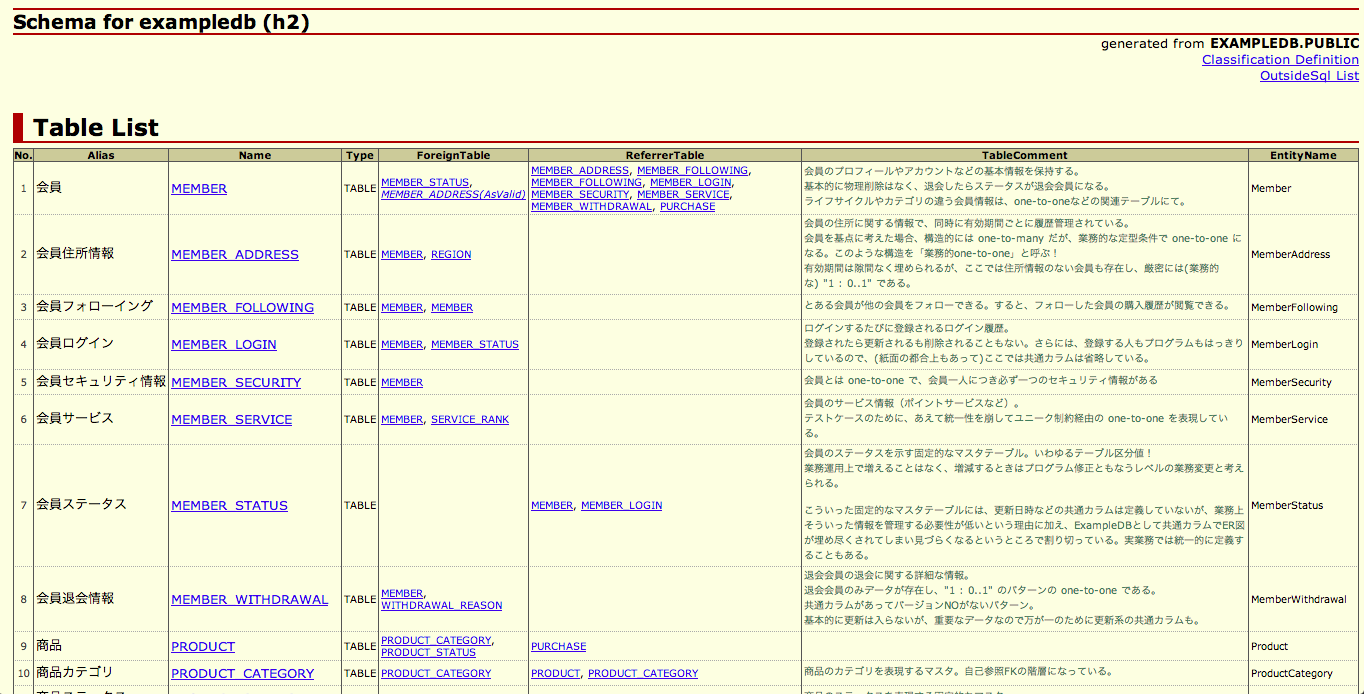 Schema for exampledb (h2)
generated from EXAMPLEDB.PUBLIC
Classification Definition
OutsideSql List
Table List
No. Alias Name Type ForeignTable ReferrerTable TableComment EntityName
1 会員 MEMBER TABLE
MEMBER_STATUS,
MEMBER_ADDRESS(AsValid)
MEMBER_ADDRESS, MEMBER_FOLLOWING,
MEMBER_FOLLOWING, MEMBER_LOGIN,
MEMBER_SECURITY, MEMBER_SERVICE,
MEMBER_WITHDRAWAL, PURCHASE
会員のプロフィールやアカウントなどの基本情報を保持する。
基本的に物理削除はなく、退会したらステータスが退会会員になる。
ライフサイクルやカテゴリの違う会員情報は、one-to-oneなどの関連テーブルにて。
Member
2 会員住所情報 MEMBER_ADDRESS TABLE MEMBER, REGION
会員の住所に関する情報で、同時に有効期間ごとに履歴管理されている。
会員を基点に考えた場合、構造的には one-to-many だが、業務的な定型条件で one-to-one に
なる。このような構造を「業務的one-to-one」と呼ぶ！
有効期間は隙間なく埋められるが、ここでは住所情報のない会員も存在し、厳密には(業務的
な) "1 : 0..1" である。
MemberAddress
3 会員フォローイング MEMBER_FOLLOWING TABLE MEMBER, MEMBER
とある会員が他の会員をフォローできる。すると、フォローした会員の購入履歴が閲覧できる。
MemberFollowing
4 会員ログイン MEMBER_LOGIN TABLE MEMBER, MEMBER_STATUS
ログインするたびに登録されるログイン履歴。
登録されたら更新されるも削除されることもない。さらには、登録する人もプログラムもはっきり
しているので、(紙面の都合上もあって)ここでは共通カラムは省略している。
MemberLogin
5 会員セキュリティ情報 MEMBER_SECURITY TABLE MEMBER
会員とは one-to-one で、会員一人につき必ず一つのセキュリティ情報がある
MemberSecurity
6 会員サービス MEMBER_SERVICE TABLE MEMBER, SERVICE_RANK
会員のサービス情報（ポイントサービスなど）。
テストケースのために、あえて統一性を崩してユニーク制約経由の one-to-one を表現してい
る。
MemberService
7 会員ステータス MEMBER_STATUS TABLE MEMBER, MEMBER_LOGIN
会員のステータスを示す固定的なマスタテーブル。いわゆるテーブル区分値！
業務運用上で増えることはなく、増減するときはプログラム修正ともなうレベルの業務変更と考え
られる。
こういった固定的なマスタテーブルには、更新日時などの共通カラムは定義していないが、業務上
そういった情報を管理する必要性が低いという理由に加え、ExampleDBとして共通カラムでER図
が埋め尽くされてしまい見づらくなるというところで割り切っている。実業務では統一的に定義す
ることもある。
MemberStatus
8 会員退会情報 MEMBER_WITHDRAWAL TABLE
MEMBER,
WITHDRAWAL_REASON
退会会員の退会に関する詳細な情報。
退会会員のみデータが存在し、"1 : 0..1" のパターンの one-to-one である。
共通カラムがあってバージョンNOがないパターン。
基本的に更新は入らないが、重要なデータなので万が一のために更新系の共通カラムも。
MemberWithdrawal
9 商品 PRODUCT TABLE
PRODUCT_CATEGORY,
PRODUCT_STATUS
PURCHASE
Product
10 商品カテゴリ PRODUCT_CATEGORY TABLE PRODUCT_CATEGORY PRODUCT, PRODUCT_CATEGORY
商品のカテゴリを表現するマスタ。自己参照FKの階層になっている。
ProductCategory